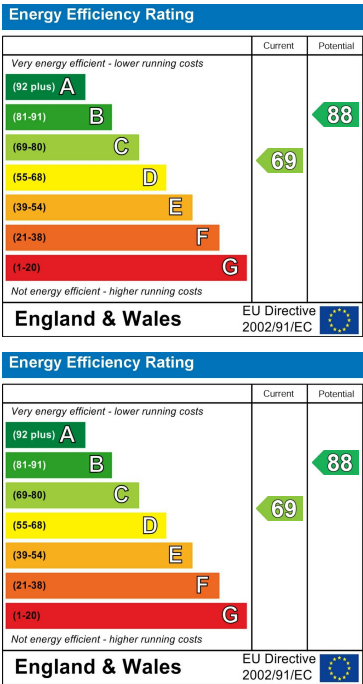 Energy Efficiency Rating
Current Potential
Very energy efficient - lower running costs
(92 plus) A
(81-91) B
88
(69-80) C
69
(55-68) D
(39-54) E
(21-38) F
(1-20) G
Not energy efficient - higher running costs
England & Wales
EU Directive
2002/91/EC
Energy Efficiency Rating
Current Potential
Very energy efficient - lower running costs
(92 plus) A
(81-91) B
88
(69-80) C
69
(55-68) D
(39-54) E
(21-38) F
(1-20) G
Not energy efficient - higher running costs
England & Wales
EU Directive
2002/91/EC